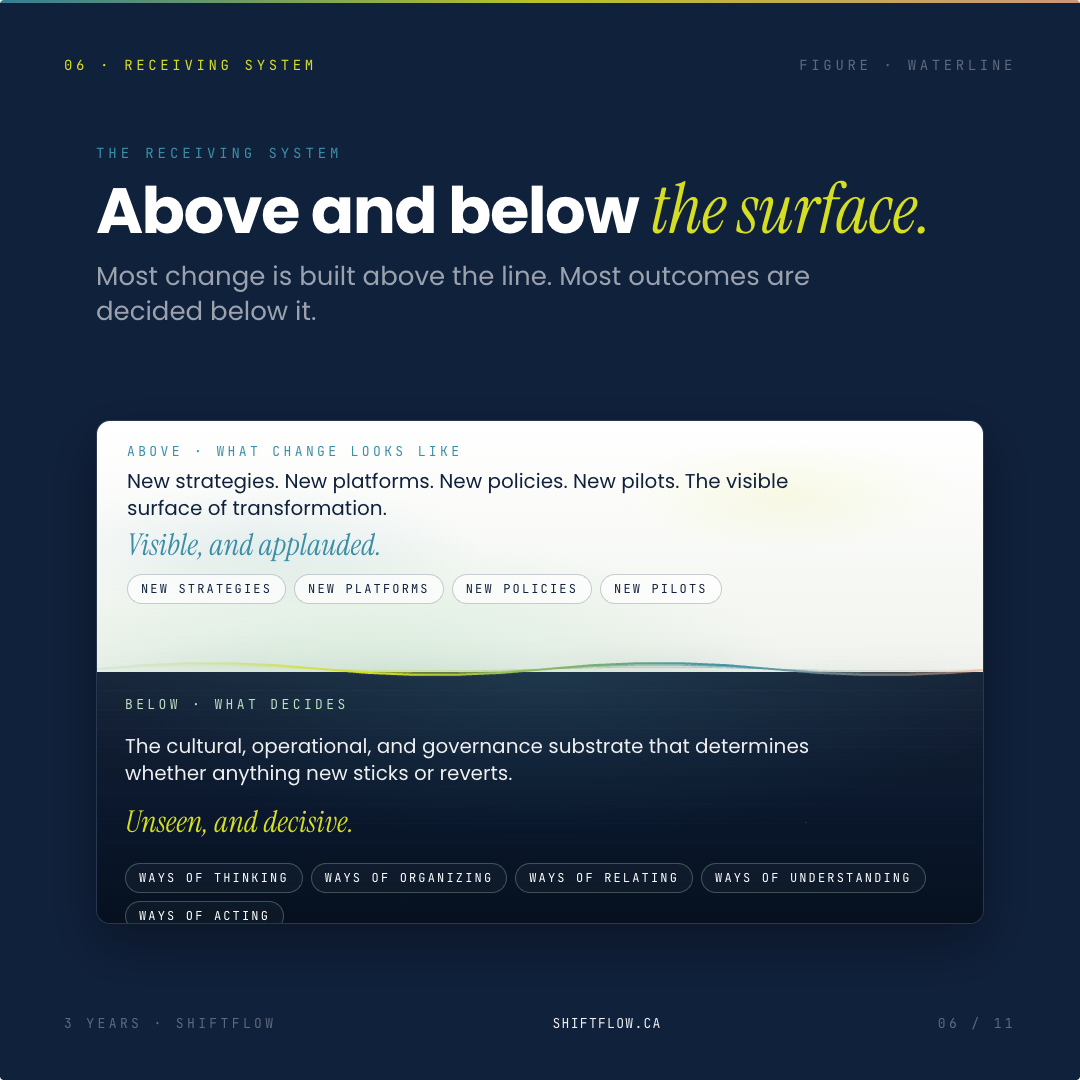 06 · RECEIVING SYSTEM
FIGURE · WATERLINE
THE RECEIVING SYSTEM
Above and below the surface.
Most change is built above the line. Most outcomes are
decided below it.
ABOVE · WHAT CHANGE LOOKS LIKE
New strategies. New platforms. New policies. New pilots. The visible
surface of transformation.
Visible, and applauded.
NEW STRATEGIES NEW PLATFORMS NEW POLICIES NEW PILOTS
BELOW · WHAT DECIDES
The cultural, operational, and governance substrate that determines
whether anything new sticks or reverts.
Unseen, and decisive.
WAYS OF THINKING WAYS OF ORGANIZING WAYS OF RELATING WAYS OF UNDERSTANDING
WAYS OF ACTING
3 YEARS · SHIFTFLOW
SHIFTFLOW.CA
06 / 11